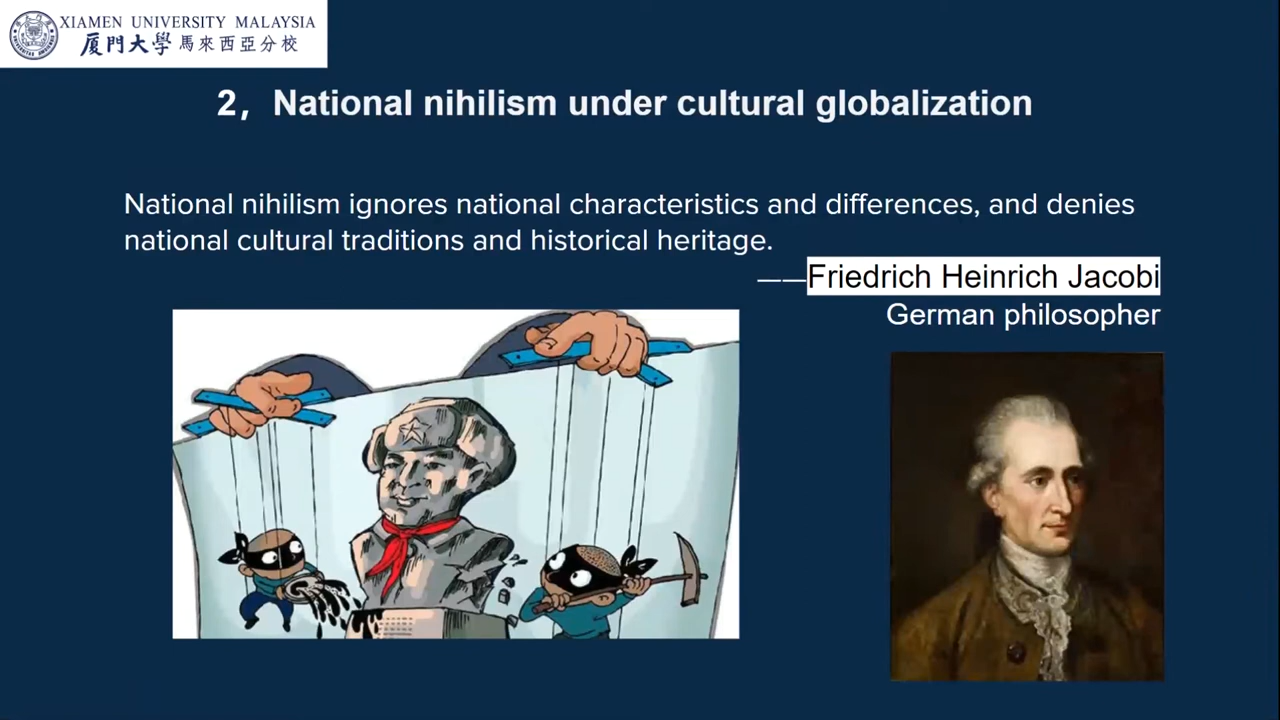 XIAMEN UNIVERSITY MALAYSIA
厦門大學 馬來西亞分校
2，National nihilism under cultural globalization
National nihilism ignores national characteristics and differences, and denies
national cultural traditions and historical heritage.
——Friedrich Heinrich Jacobi
German philosopher